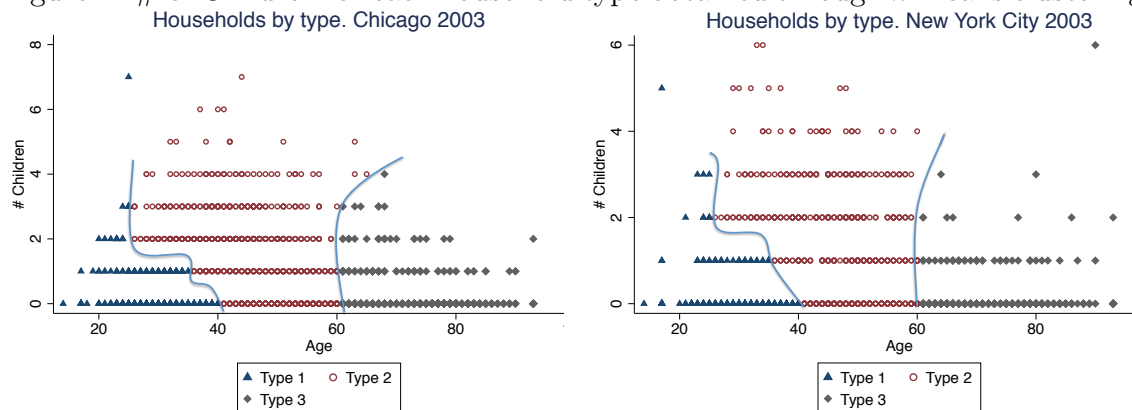 Households by type. Chicago 2003
8
6
4
2
0
# Children
20 40 60 80
Age
▲ Type 1 ○ Type 2
◆ Type 3
Households by type. New York City 2003
6
4
2
0
# Children
20 40 60 80
Age
▲ Type 1 ○ Type 2
◆ Type 3